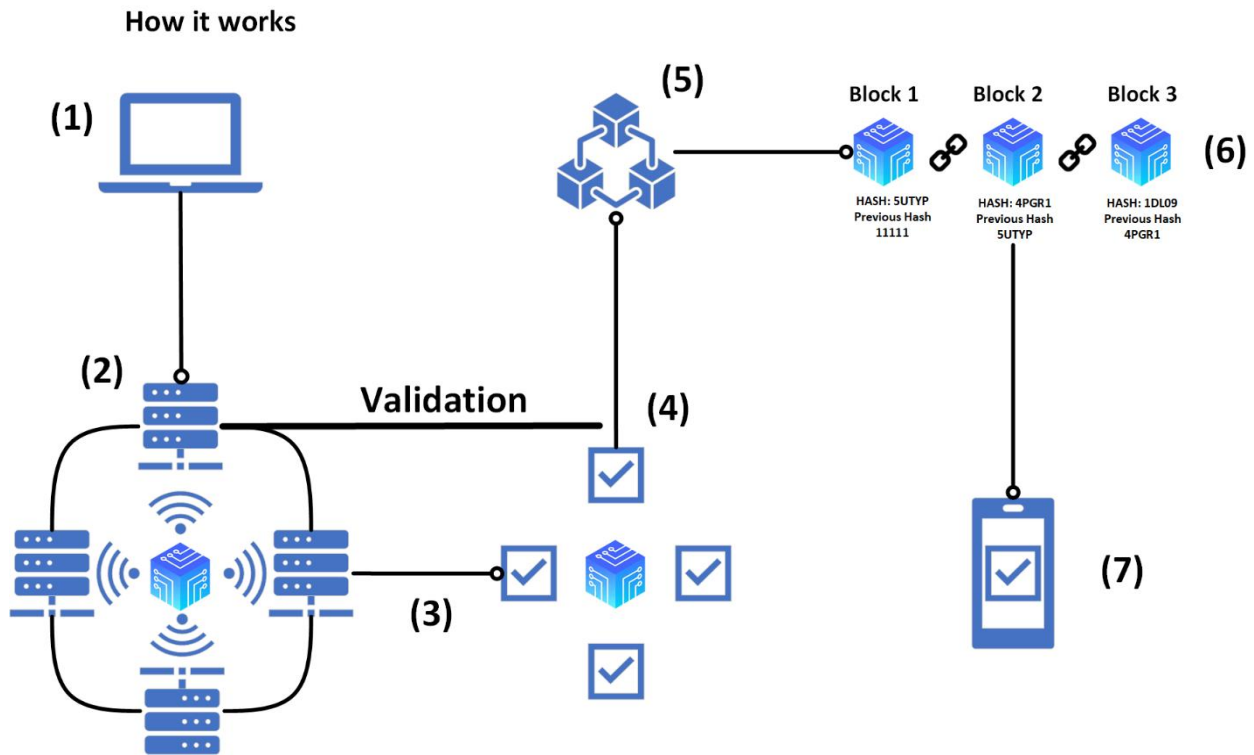 How it works
(1)
(2)
Validation
(3)
(4)
(5)
Block 1
HASH: 5UTYP
Previous Hash
11111
Block 2
HASH: 4PGR1
Previous Hash
5UTYP
Block 3
HASH: 1DL09
Previous Hash
4PGR1
(6)
(7)